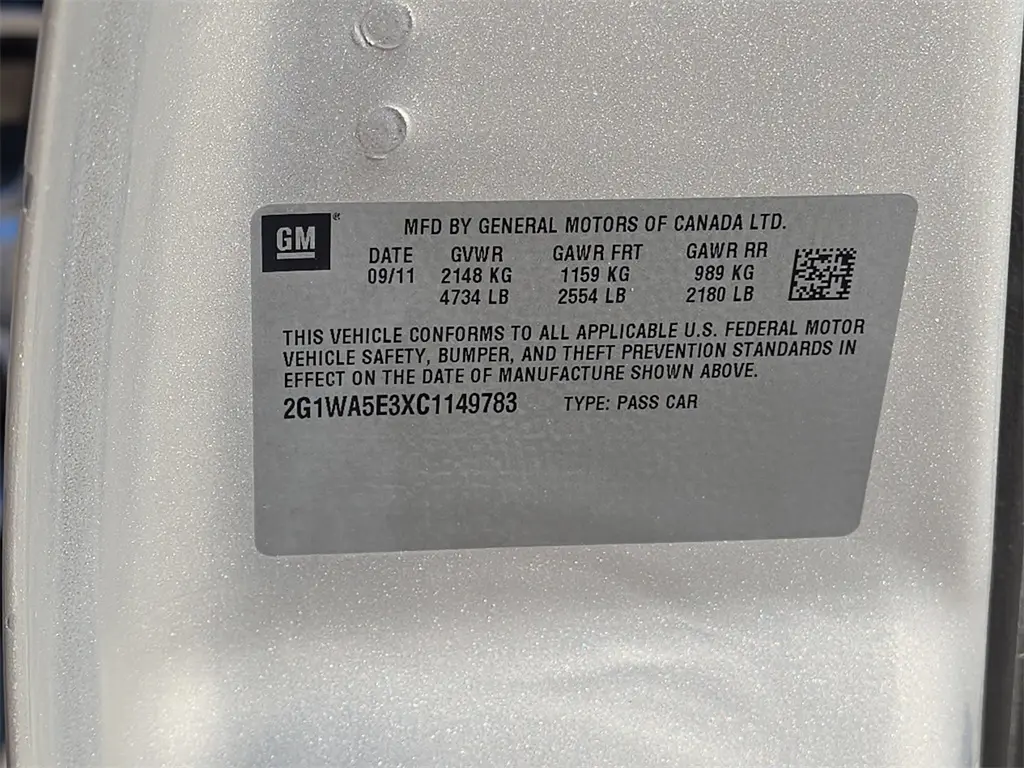 GM ®
MFD BY GENERAL MOTORS OF CANADA LTD.
DATE GVWR GAWR FRT GAWR RR
09/11 2148 KG 1159 KG 989 KG
4734 LB 2554 LB 2180 LB
THIS VEHICLE CONFORMS TO ALL APPLICABLE U.S. FEDERAL MOTOR
VEHICLE SAFETY, BUMPER, AND THEFT PREVENTION STANDARDS IN
EFFECT ON THE DATE OF MANUFACTURE SHOWN ABOVE.
2G1WA5E3XC1149783 TYPE: PASS CAR